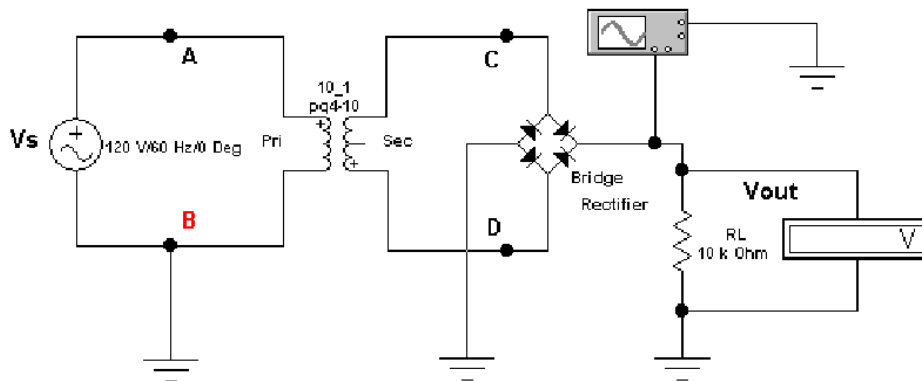 A
C
10_1
pq4-10
Vs
120 V/60 Hz/0 Deg
Pri
Sec
B
D
Bridge
Rectifier
Vout
RL
10 k Ohm
V